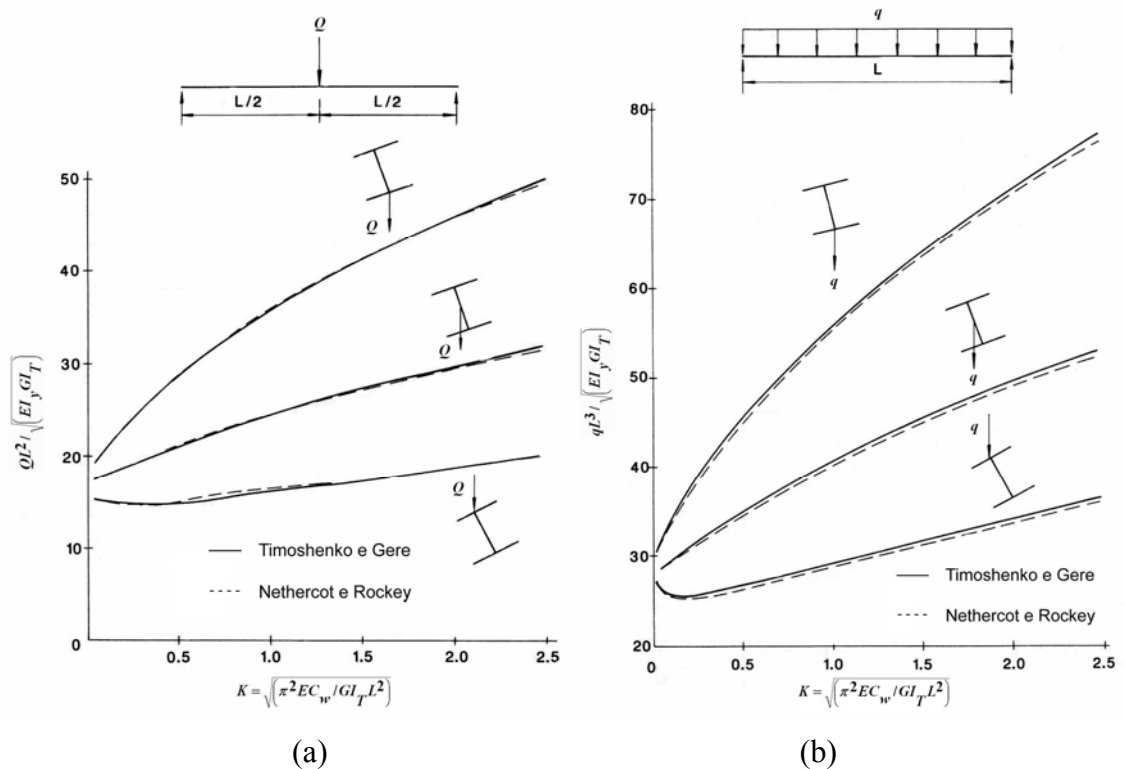 Q
L/2 L/2
50
40
30
20
10
0
0.5 1.0 1.5 2.0 2.5
QL²/√(EI_yGI_T)
K=√(π²EC_w/GI_TL²)
Q
Q
Q
Timoshenko e Gere
Nethercot e Rockey
(a)
q
L
80
70
60
50
40
30
20
0 0.5 1.0 1.5 2.0 2.5
qL³/√(EI_yGI_T)
K=√(π²EC_w/GI_TL²)
q
q
q
Timoshenko e Gere
Nethercot e Rockey
(b)